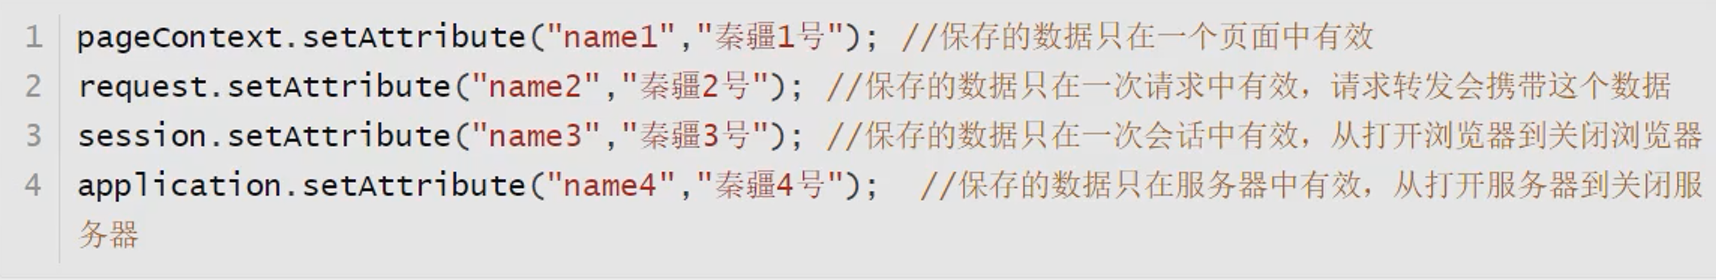 1 pageContext.setAttribute("name1","秦疆1号"); //保存的数据只在一个页面中有效
2 request.setAttribute("name2","秦疆2号"); //保存的数据只在一次请求中有效，请求转发会携带这个数据
3 session.setAttribute("name3","秦疆3号"); //保存的数据只在一次会话中有效，从打开浏览器到关闭浏览器
4 application.setAttribute("name4","秦疆4号");  //保存的数据只在服务器中有效，从打开服务器到关闭服
务器